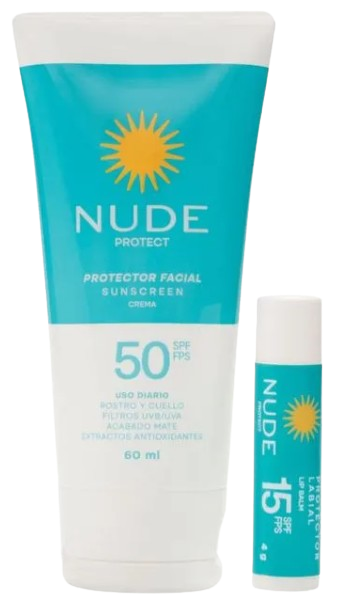 NUDE
PROTECT
PROTECTOR FACIAL
SUNSCREEN
CREMA
50 SPF
FPS
USO DIARIO
ROSTRO Y CUELLO
FILTROS UVB/UVA
ACABADO MATE
EXTRACTOS ANTIOXIDANTES
60 ml
NUDE
PROTECT
15 SPF
FPS
PROTECTOR
LABIAL
LIP BALM
4 g